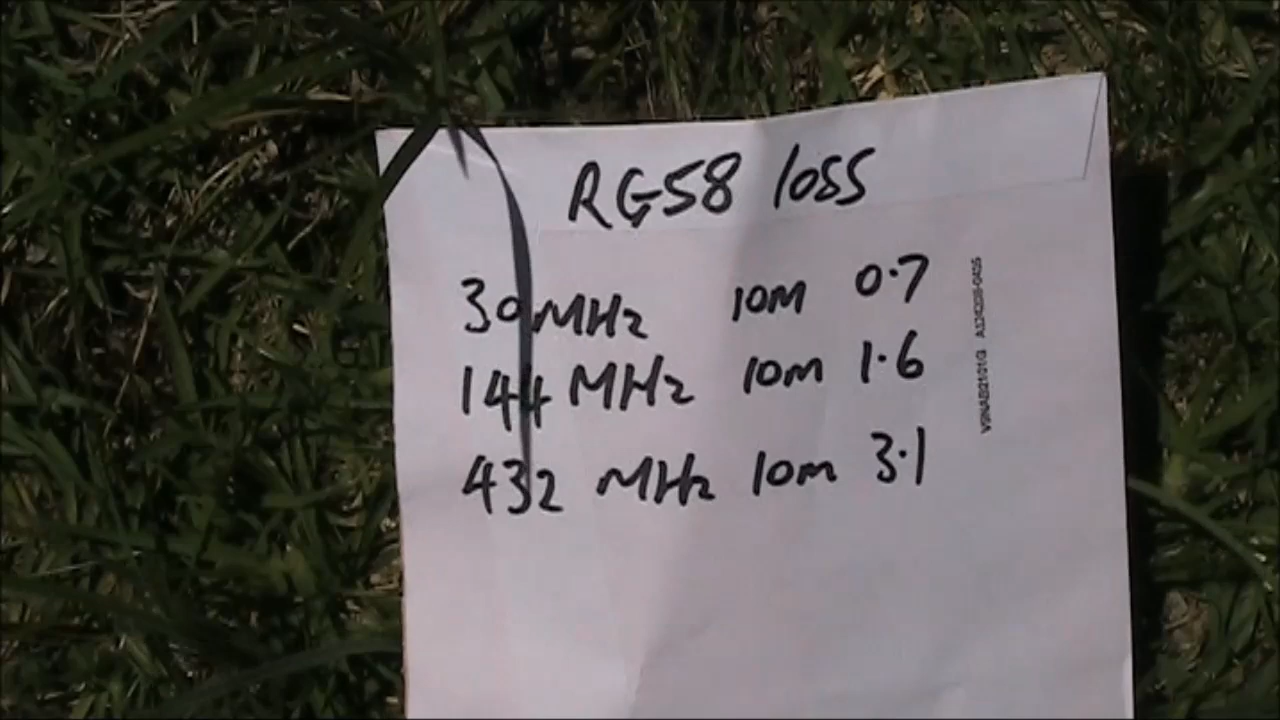 RG58 loss
30MHz 10M 0.7
144 MHz 10m 1.6
432 MHz 10m 3.1